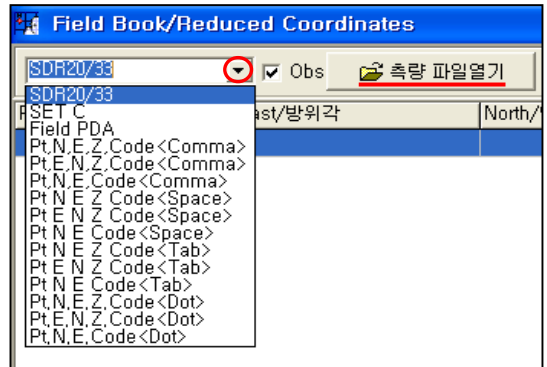 Field Book/Reduced Coordinates
SDR20/33 Obs 측량 파일열기
SDR20/33
SET C
Field PDA
Pt,N,E,Z,Code<Comma>
Pt,E,N,Z,Code<Comma>
Pt,N,E,Code<Comma>
Pt N E Z Code<Space>
Pt E N Z Code<Space>
Pt N E Code<Space>
Pt N E Z Code<Tab>
Pt E N Z Code<Tab>
Pt N E Code<Tab>
Pt,N,E,Z,Code<Dot>
Pt,E,N,Z,Code<Dot>
Pt,N,E,Code<Dot>
ast/방위각 North/